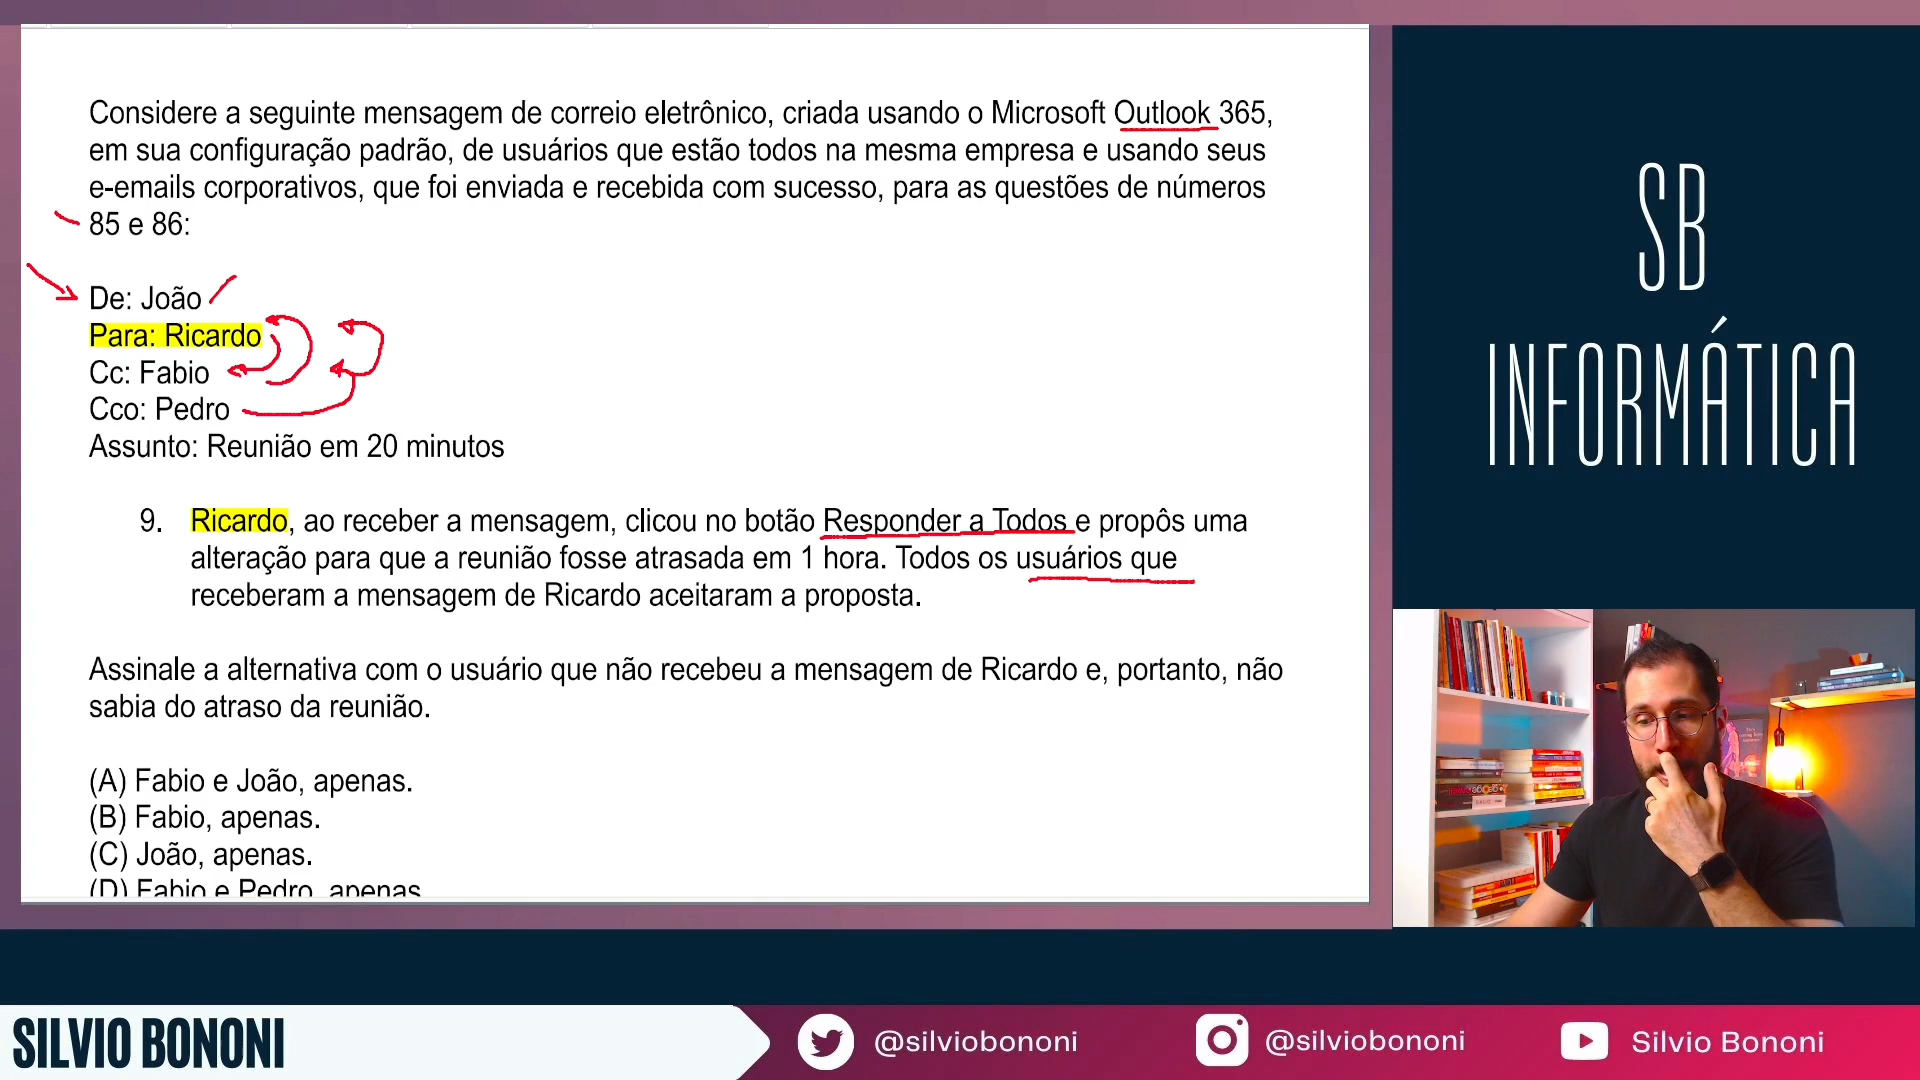 Considere a seguinte mensagem de correio eletrônico, criada usando o Microsoft Outlook 365,
em sua configuração padrão, de usuários que estão todos na mesma empresa e usando seus
e-emails corporativos, que foi enviada e recebida com sucesso, para as questões de números
85 e 86:
De: João
Para: Ricardo
Cc: Fabio
Cco: Pedro
Assunto: Reunião em 20 minutos
9. Ricardo, ao receber a mensagem, clicou no botão Responder a Todos e propôs uma
alteração para que a reunião fosse atrasada em 1 hora. Todos os usuários que
receberam a mensagem de Ricardo aceitaram a proposta.
Assinale a alternativa com o usuário que não recebeu a mensagem de Ricardo e, portanto, não
sabia do atraso da reunião.
(A) Fabio e João, apenas.
(B) Fabio, apenas.
(C) João, apenas.
(D) Fabio e Pedro, apenas
SB
INFORMÁTICA
SILVIO BONONI
@silviobononi
@silviobononi
Silvio Bononi